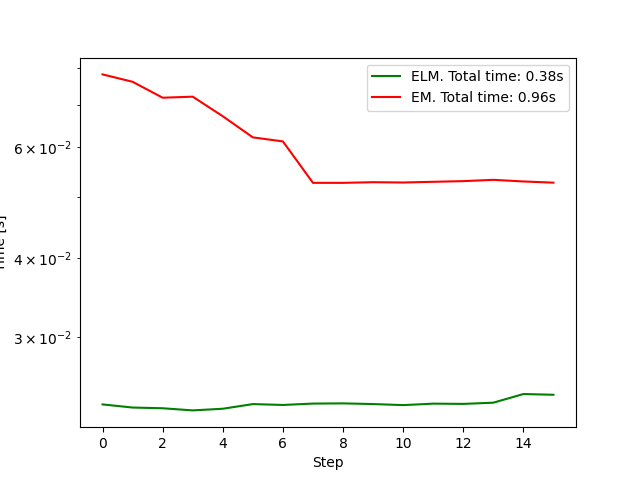 ELM. Total time: 0.38s
EM. Total time: 0.96s
6 × 10⁻²
4 × 10⁻²
3 × 10⁻²
0 2 4 6 8 10 12 14
Step